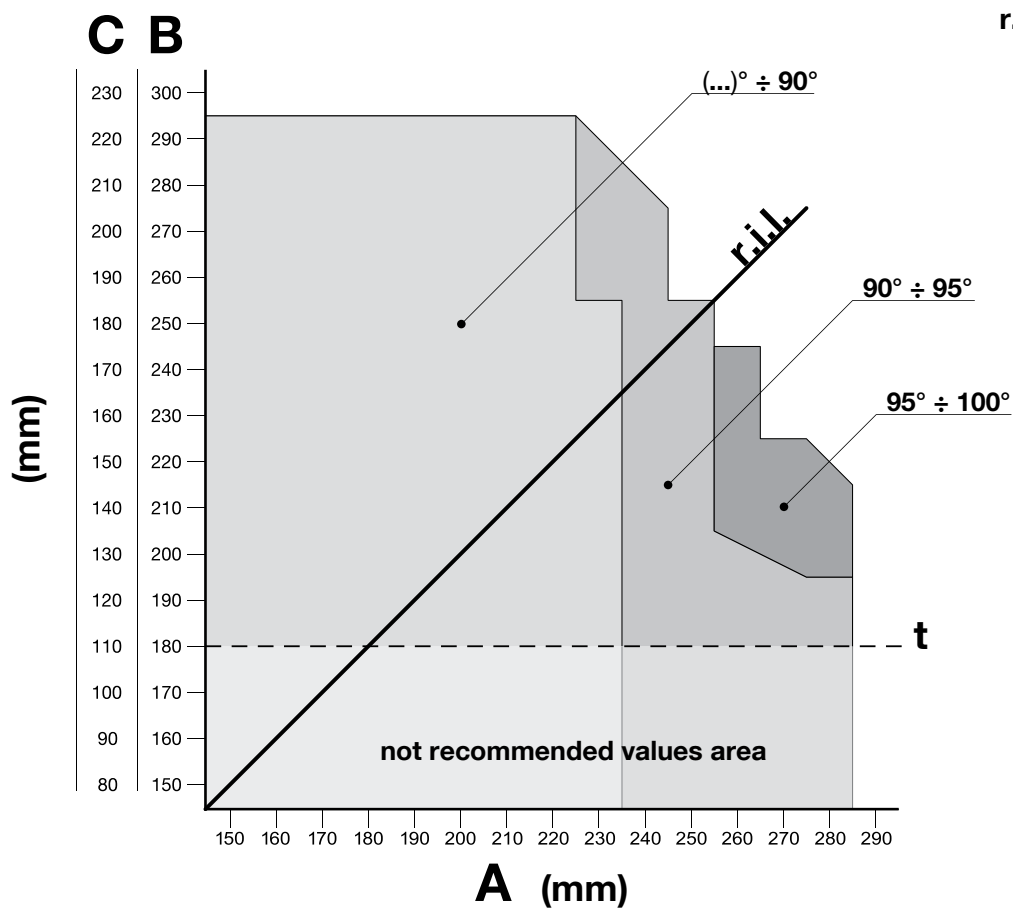 C B
r.
(...)° ÷ 90°
230 300
220 290
210 280
200 270
r.i.l.
190 260
90° ÷ 95°
180 250
170 240
160 230
95° ÷ 100°
(mm)
150 220
140 210
130 200
120 190
110 180
t
100 170
90 160
not recommended values area
80 150
150 160 170 180 190 200 210 220 230 240 250 260 270 280 290
A (mm)